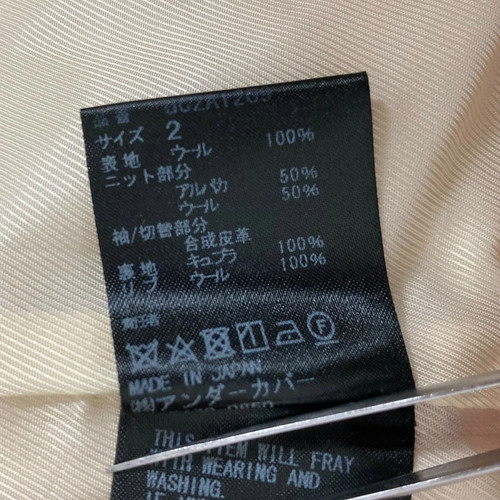 サイズ 2
表地 ウール 100%
ニット部分
アルパカ 50%
ウール 50%
袖/切替部分
合成皮革
裏地 キュプラ 100%
リブ ウール 100%
MADE IN JAPAN
㈱アンダーカバー
THIS ITEM WILL FRAY
WITH WEARING AND
WASHING.